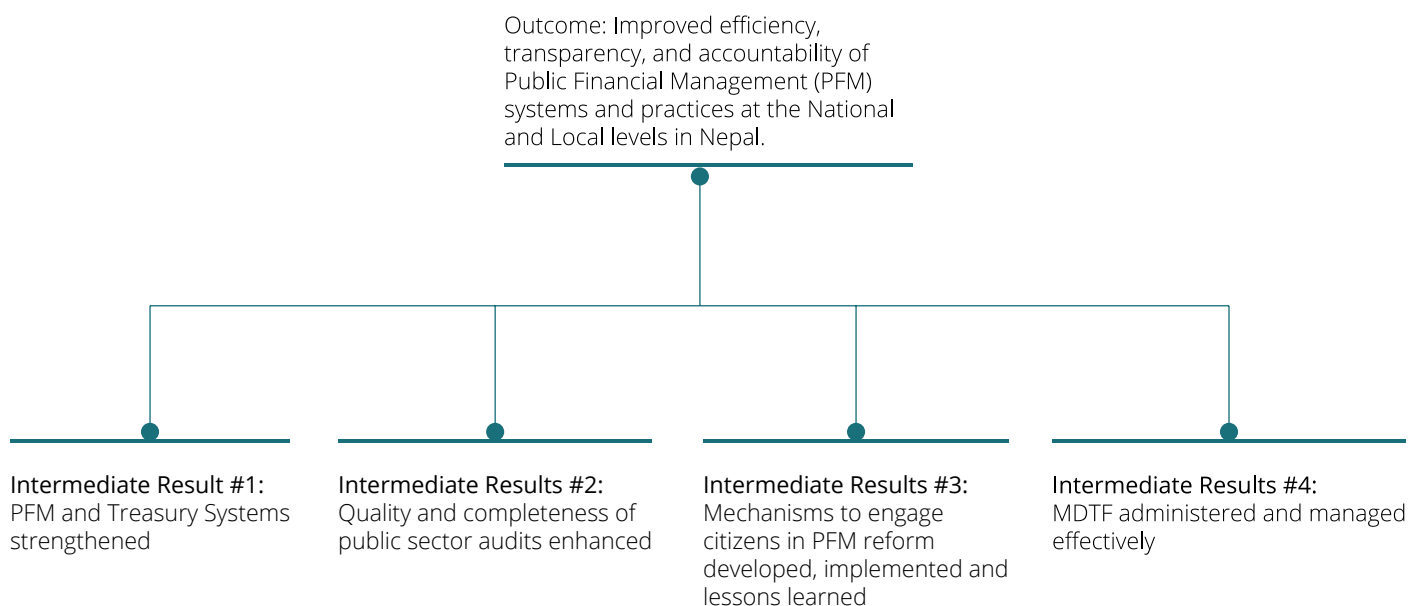 Outcome: Improved efficiency,
transparency, and accountability of
Public Financial Management (PFM)
systems and practices at the National
and Local levels in Nepal.
Intermediate Result #1:
PFM and Treasury Systems
strengthened
Intermediate Results #2:
Quality and completeness of
public sector audits enhanced
Intermediate Results #3:
Mechanisms to engage
citizens in PFM reform
developed, implemented and
lessons learned
Intermediate Results #4:
MDTF administered and managed
effectively